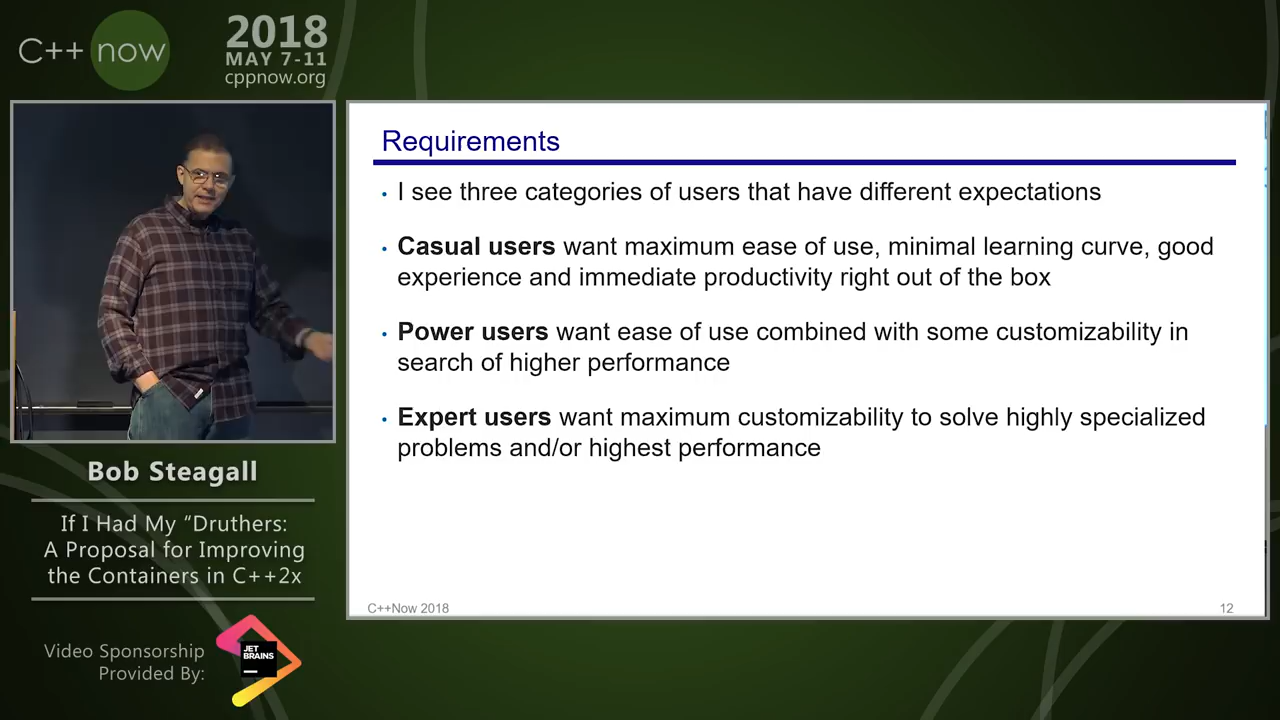 C++ now
2018
MAY 7-11
cppnow.org
Requirements
• I see three categories of users that have different expectations
• Casual users want maximum ease of use, minimal learning curve, good
experience and immediate productivity right out of the box
• Power users want ease of use combined with some customizability in
search of higher performance
• Expert users want maximum customizability to solve highly specialized
problems and/or highest performance
C++Now 2018
12
Bob Steagall
If I Had My “Druthers:
A Proposal for Improving
the Containers in C++2x
Video Sponsorship
Provided By:
JET
BRAINS